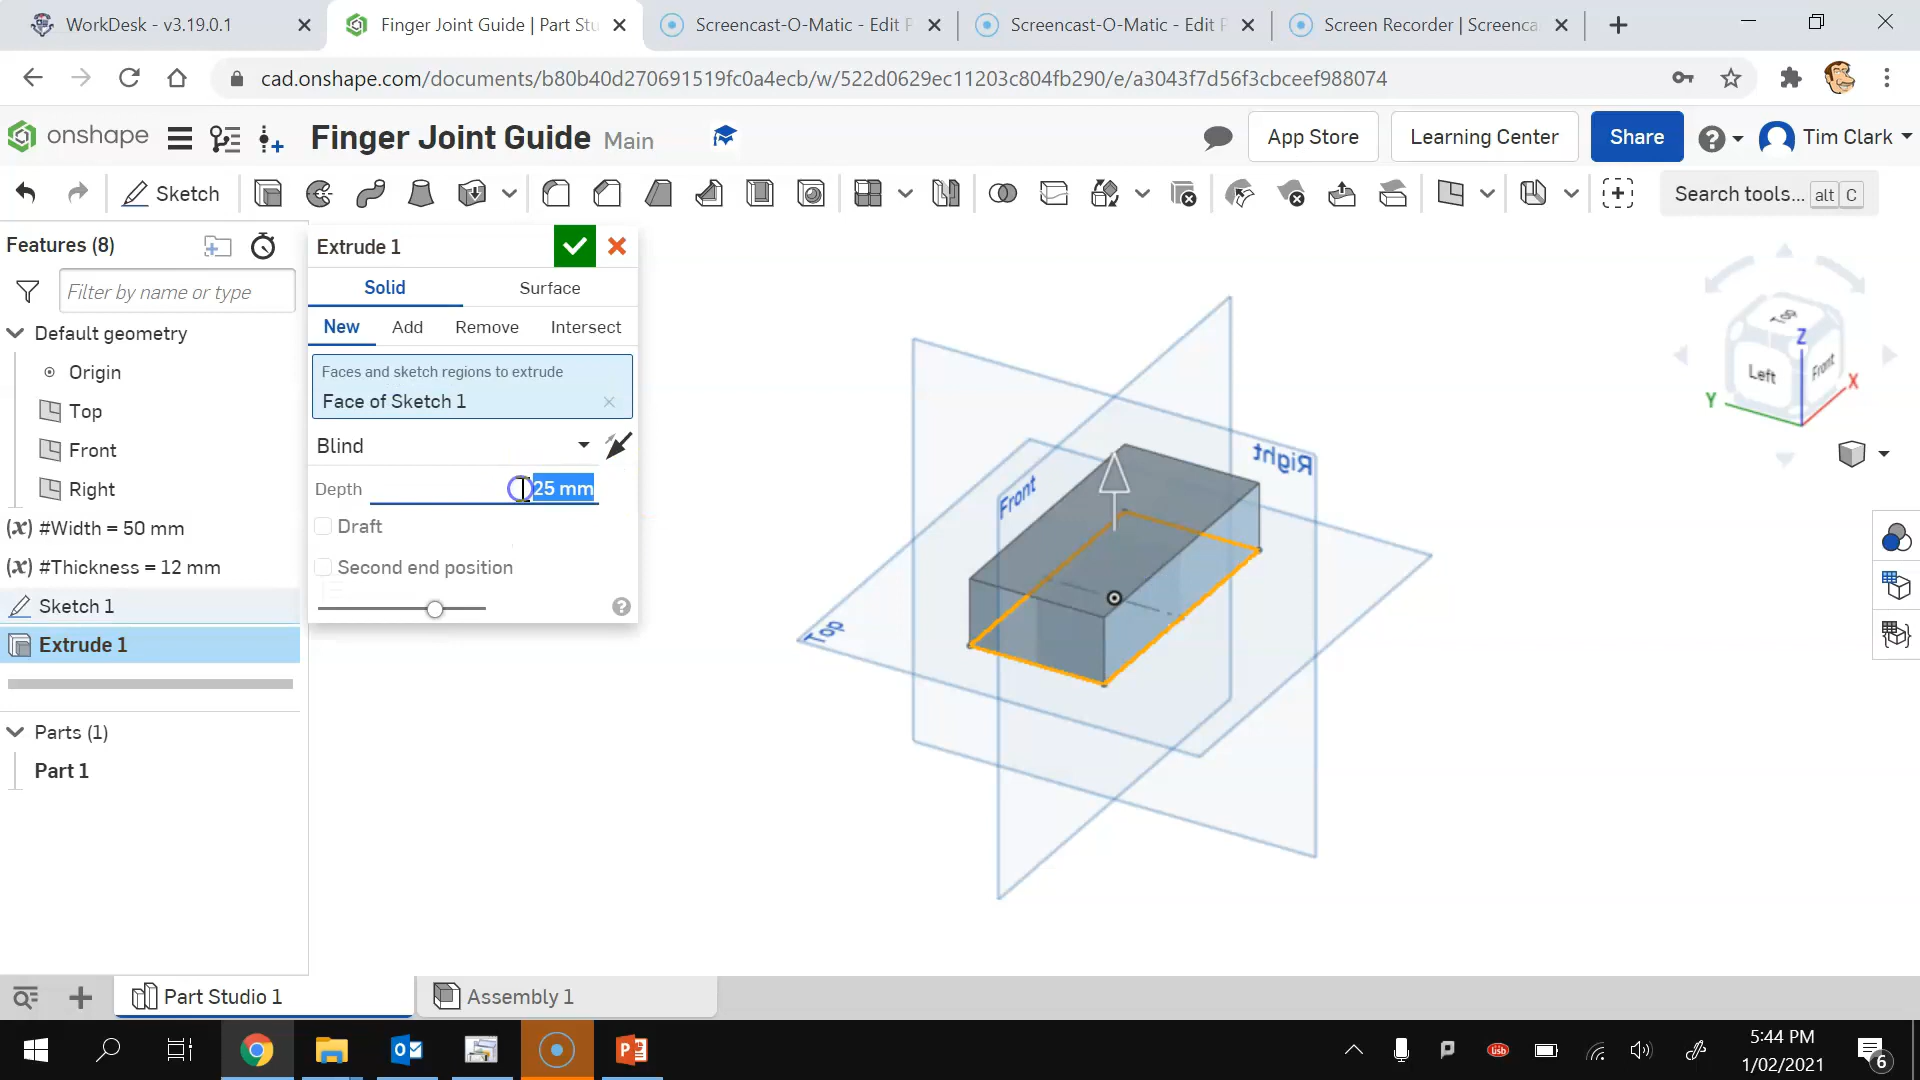 WorkDesk - v3.19.0.1
Finger Joint Guide | Part Stu
Screencast-O-Matic - Edit P
Screencast-O-Matic - Edit P
Screen Recorder | Screenca
cad.onshape.com/documents/b80b40d270691519fc0a4ecb/w/522d0629ec11203c804fb290/e/a3043f7d56f3cbceef988074
onshape
Finger Joint Guide Main
App Store
Learning Center
Share
Tim Clark
Sketch
Search tools... alt C
Features (8)
Filter by name or type
Default geometry
Origin
Top
Front
Right
(x) #Width = 50 mm
(x) #Thickness = 12 mm
Sketch 1
Extrude 1
Parts (1)
Part 1
Extrude 1
Solid Surface
New Add Remove Intersect
Faces and sketch regions to extrude
Face of Sketch 1
Blind
Depth 25 mm
Draft
Second end position
Front
Right
Top
Top
Left
Front
Z
X
Y
Part Studio 1
Assembly 1
5:44 PM
1/02/2021
6